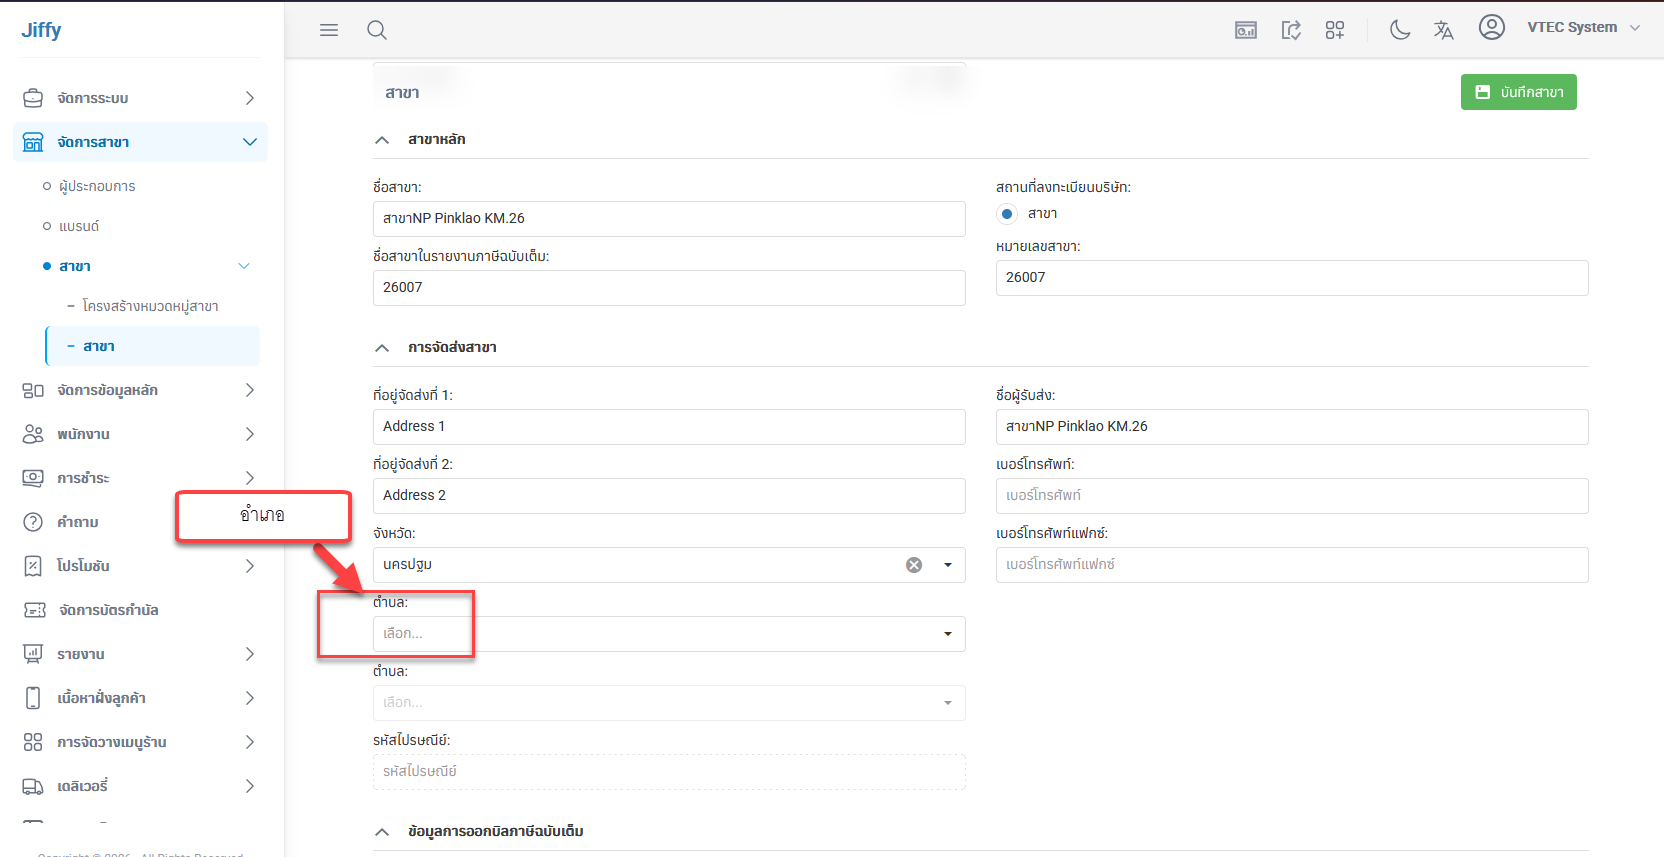 Jiffy
VTEC System
จัดการระบบ
จัดการสาขา
ผู้ประกอบการ
แบรนด์
สาขา
โครงสร้างหมวดหมู่สาขา
สาขา
จัดการข้อมูลหลัก
พนักงาน
การชำระ
คำถาม
โปรโมชัน
จัดการบัตรกำนัล
รายงาน
เนื้อหาฝั่งลูกค้า
การจัดวางเมนูร้าน
เดลิเวอรี่
สาขา
บันทึกสาขา
สาขาหลัก
ชื่อสาขา:
สาขาNP Pinklao KM.26
ชื่อสาขาในรายงานภาษีฉบับเต็ม:
26007
สถานที่ลงทะเบียนบริษัท:
สาขา
หมายเลขสาขา:
26007
การจัดส่งสาขา
ที่อยู่จัดส่งที่ 1:
Address 1
ที่อยู่จัดส่งที่ 2:
Address 2
จังหวัด:
นครปฐม
อำเภอ
ตำบล:
เลือก...
ตำบล:
เลือก...
รหัสไปรษณีย์:
รหัสไปรษณีย์
ชื่อผู้รับส่ง:
สาขาNP Pinklao KM.26
เบอร์โทรศัพท์:
เบอร์โทรศัพท์
เบอร์โทรศัพท์แฟกซ์:
เบอร์โทรศัพท์แฟกซ์
ข้อมูลการออกบิลภาษีฉบับเต็ม